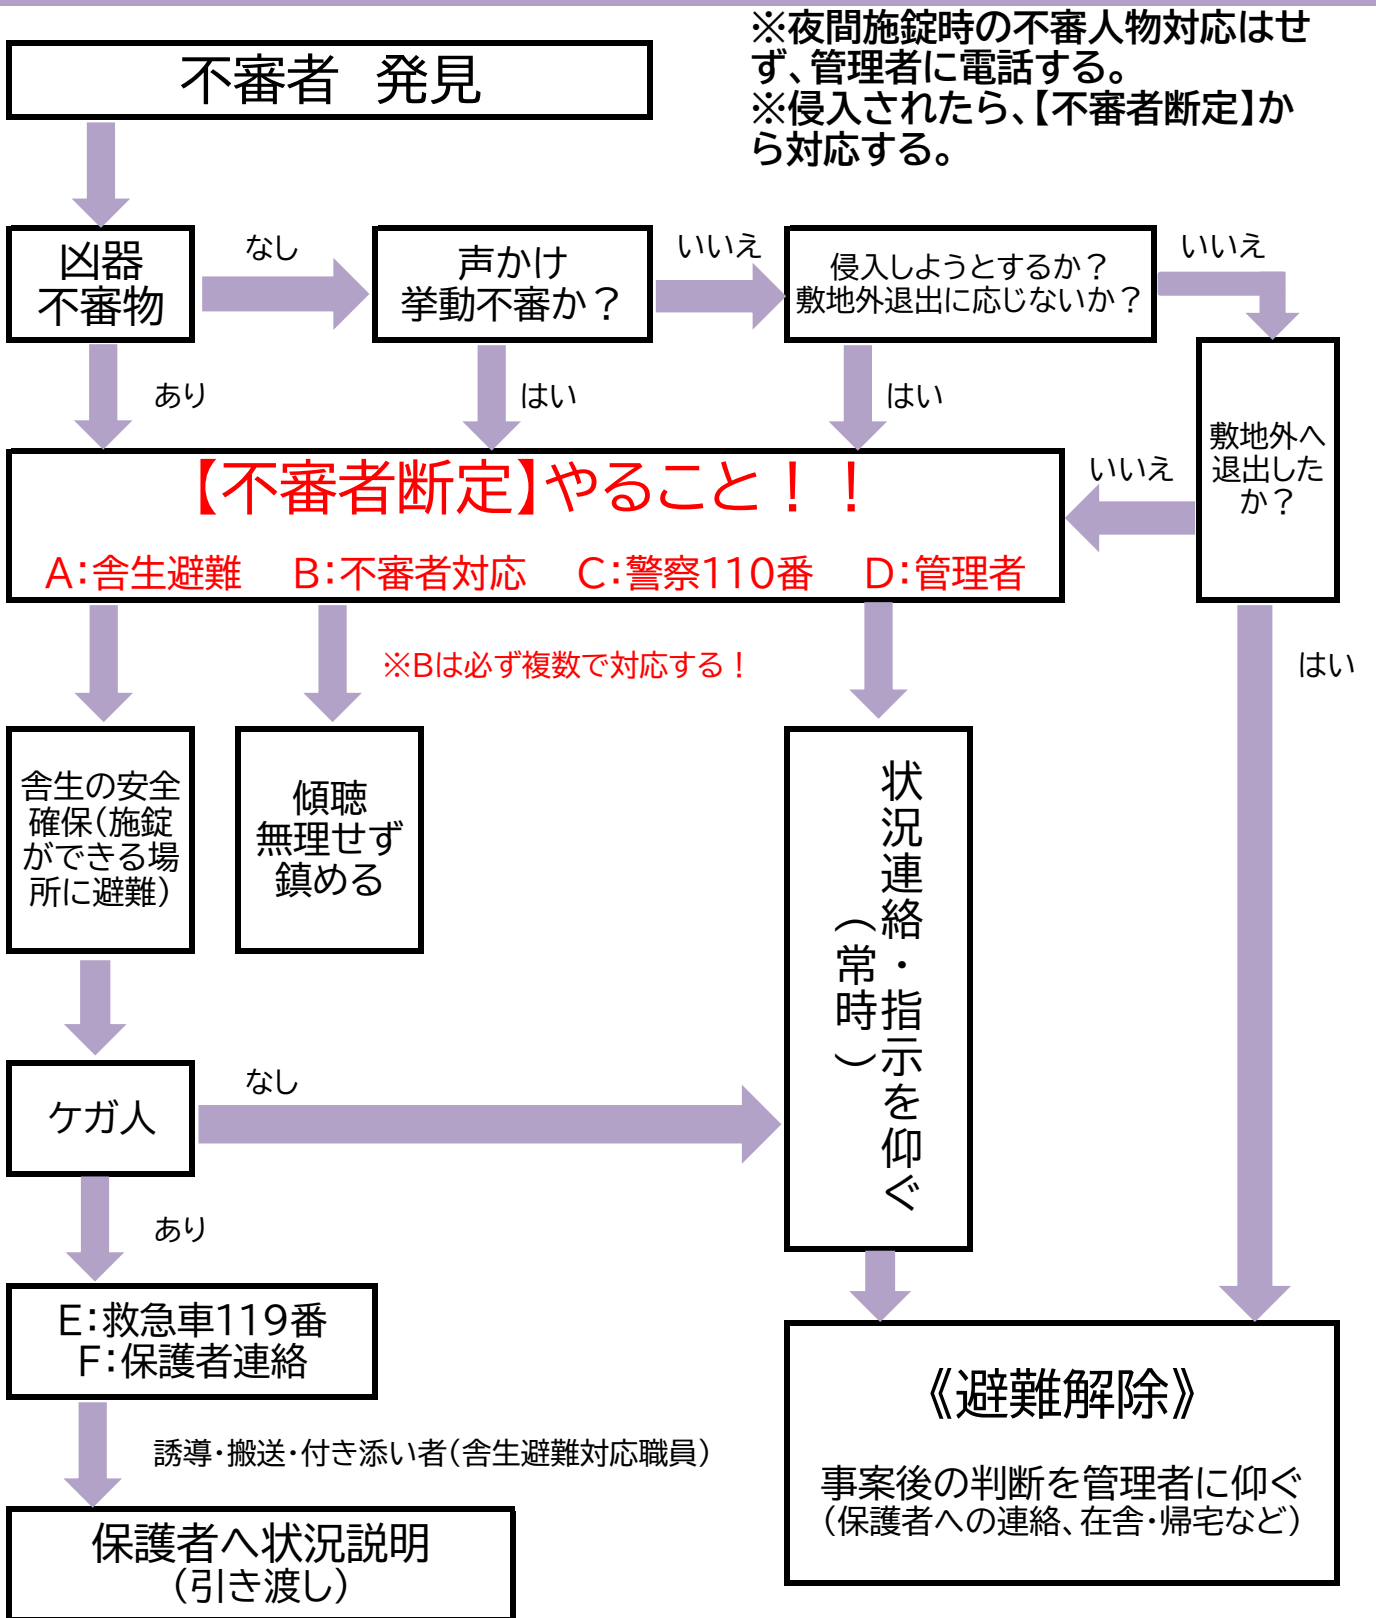 ※夜間施錠時の不審人物対応はせ
ず、管理者に電話する。
※侵入されたら、【不審者断定】か
ら対応する。
不審者　発見
凶器
不審物
なし
声かけ
挙動不審か？
いいえ
侵入しようとするか？
敷地外退出に応じないか？
いいえ
あり
はい
はい
敷地外へ
退出した
か？
いいえ
はい
【不審者断定】やること！！
A：舎生避難　B：不審者対応　C：警察110番　D：管理者
※Bは必ず複数で対応する！
舎生の安全
確保（施錠
ができる場
所に避難）
傾聴
無理せず
鎮める
状況連絡・指示を仰ぐ
（常時）
ケガ人
なし
あり
E：救急車119番
F：保護者連絡
誘導・搬送・付き添い者（舎生避難対応職員）
保護者へ状況説明
（引き渡し）
《避難解除》
事案後の判断を管理者に仰ぐ
（保護者への連絡、在舎・帰宅など）